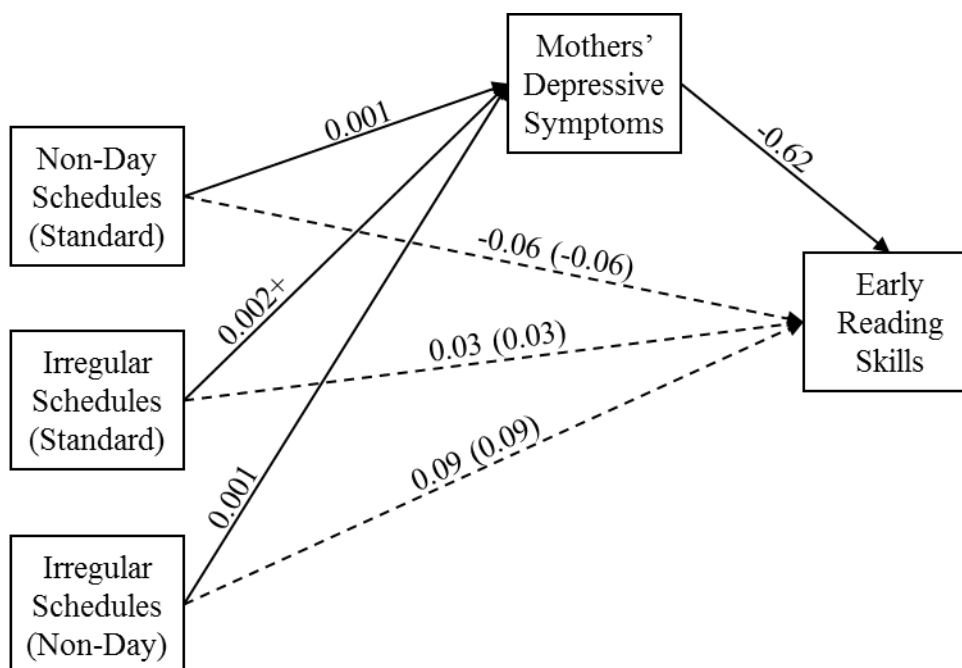 Mothers’
Depressive
Symptoms
0.001
-0.62
Non-Day
Schedules
(Standard)
-0.06 (-0.06)
Early
Reading
Skills
0.002+
0.03 (0.03)
Irregular
Schedules
(Standard)
0.09 (0.09)
0.001
Irregular
Schedules
(Non-Day)